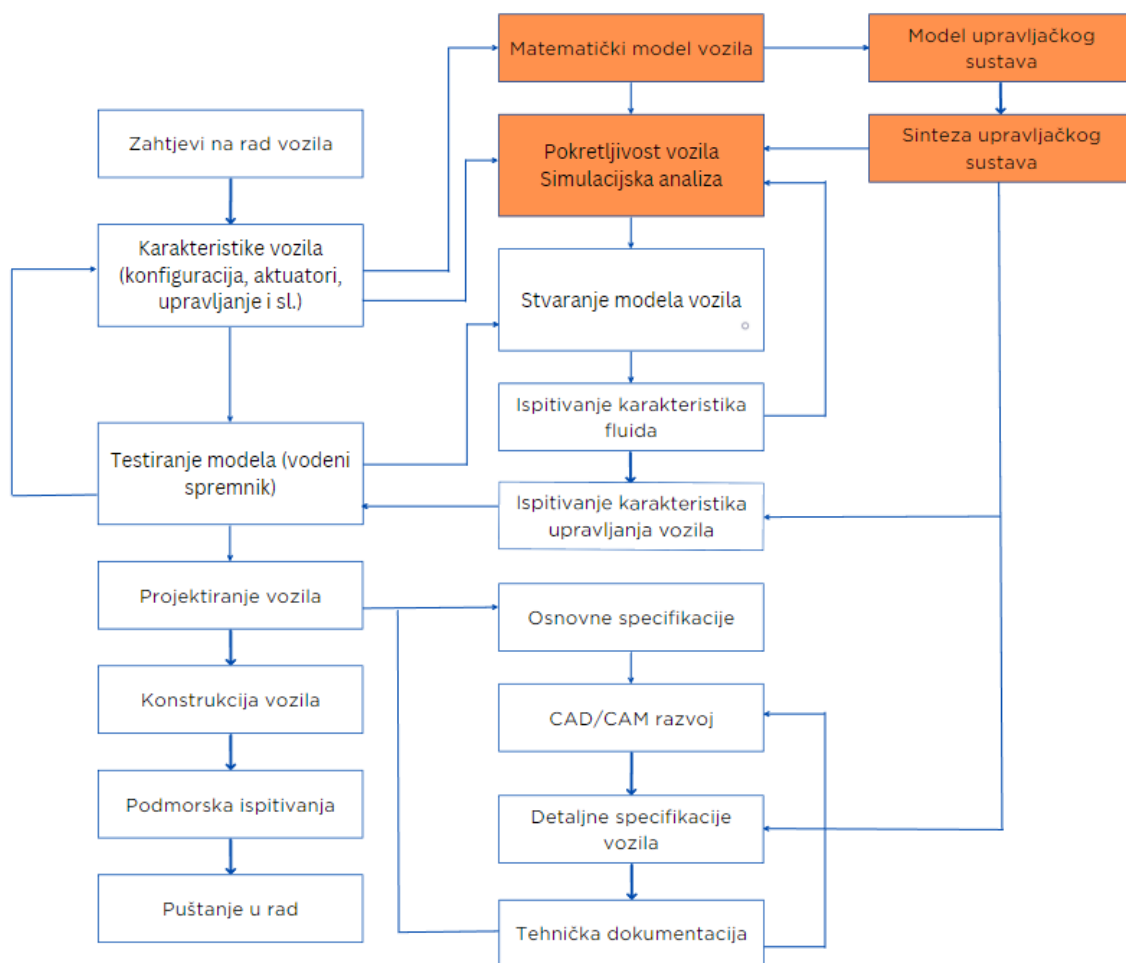 Matematički model vozila
Model upravljačkog
sustava
Zahtjevi na rad vozila
Pokretljivost vozila
Simulacijska analiza
Sinteza upravljačkog
sustava
Karakteristike vozila
(konfiguracija, aktuatori,
upravljanje i sl.)
Stvaranje modela vozila
Ispitivanje karakteristika
fluida
Testiranje modela (vodeni
spremnik)
Ispitivanje karakteristika
upravljanja vozila
Projektiranje vozila
Osnovne specifikacije
Konstrukcija vozila
CAD/CAM razvoj
Podmorska ispitivanja
Detaljne specifikacije
vozila
Puštanje u rad
Tehnička dokumentacija